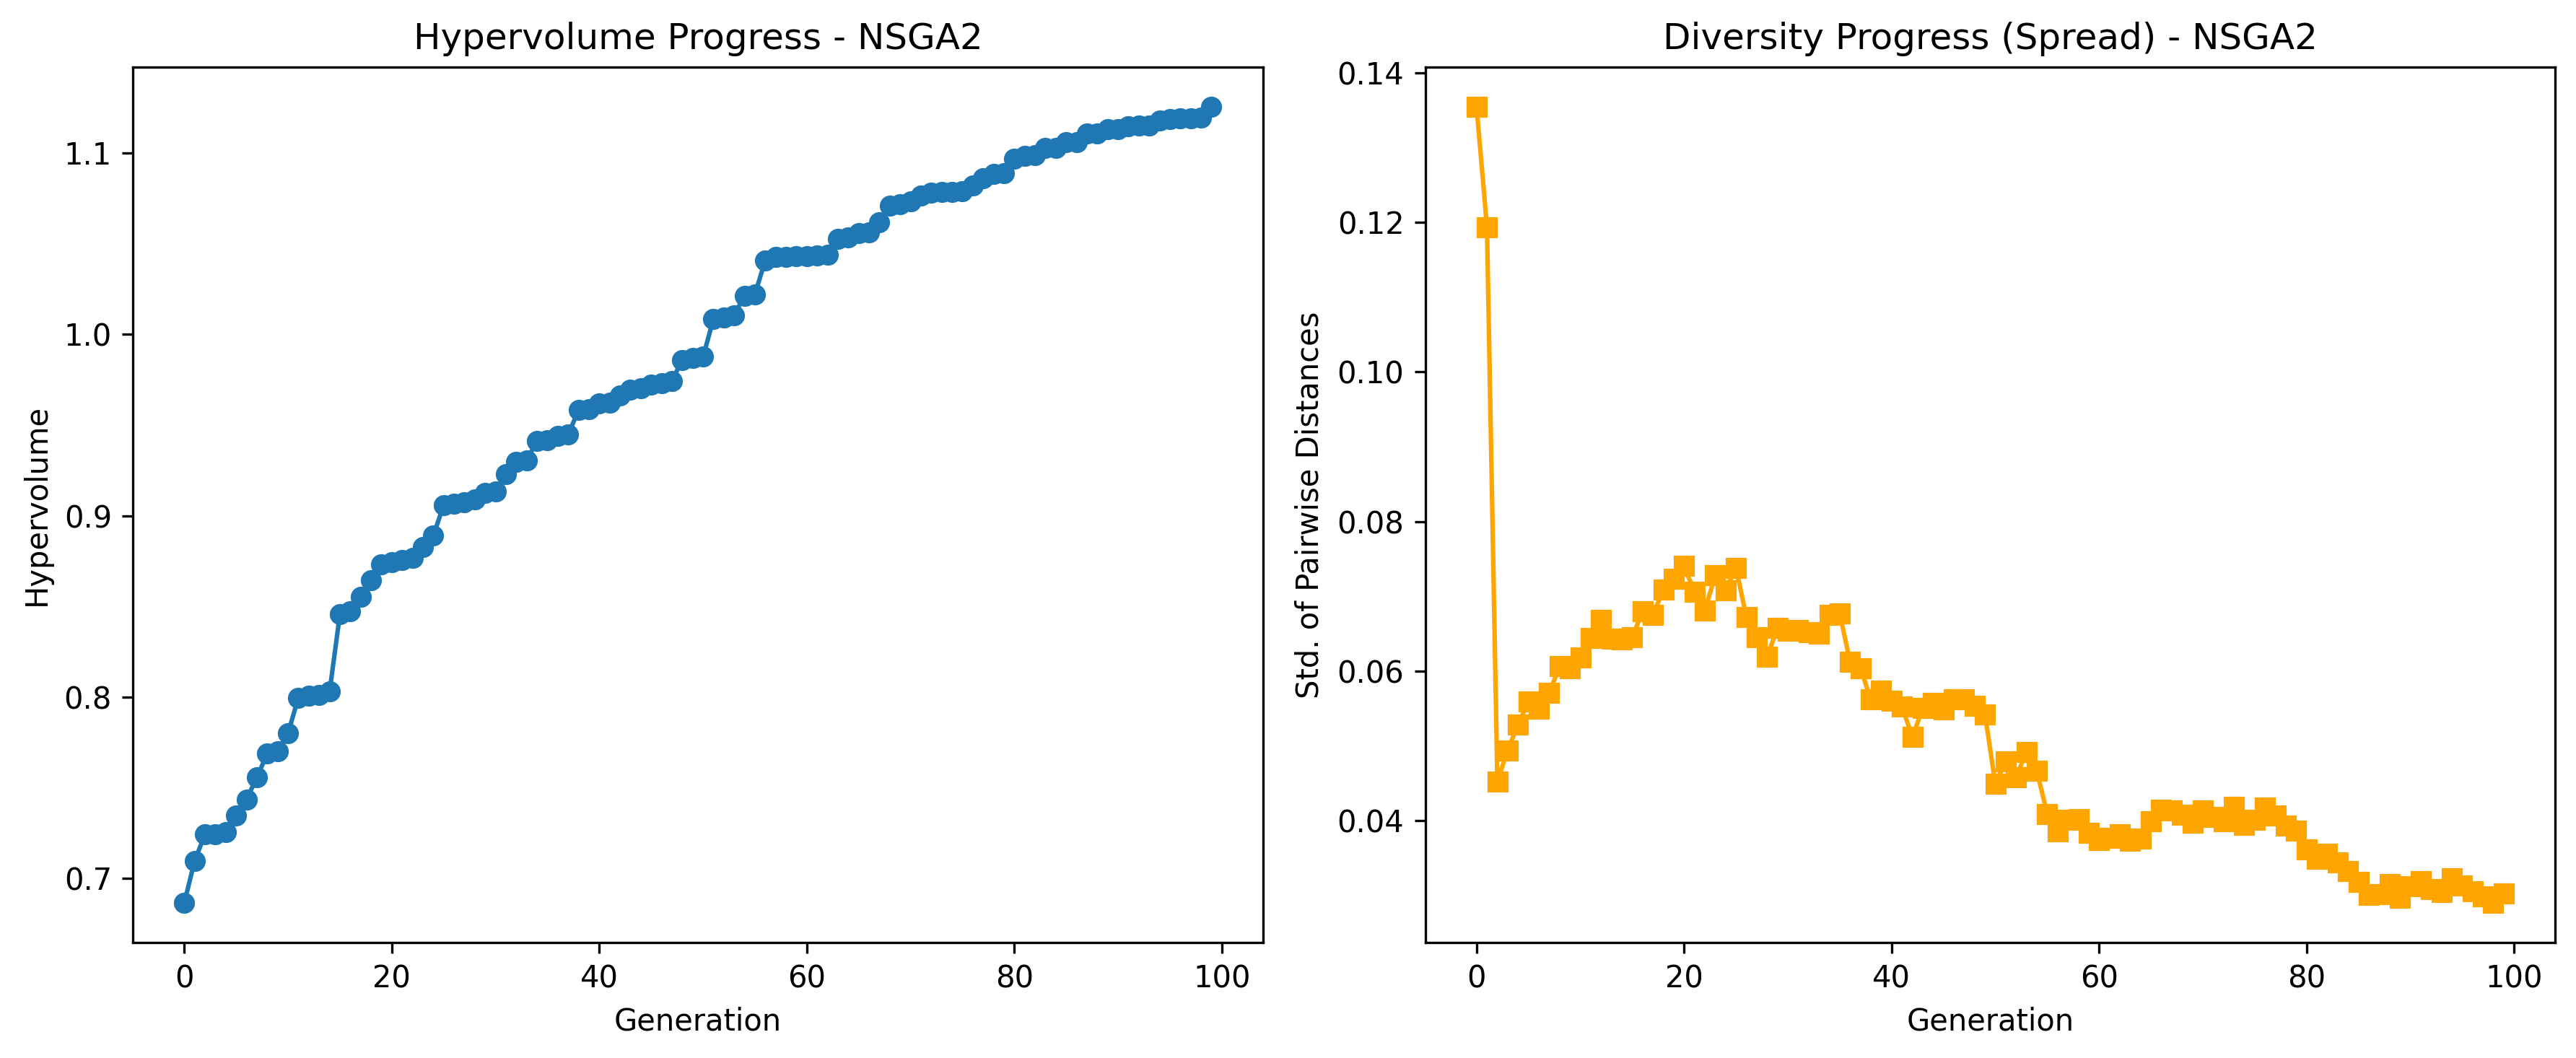 Hypervolume Progress - NSGA2
Hypervolume
1.1
1.0
0.9
0.8
0.7
0 20 40 60 80 100
Generation
Diversity Progress (Spread) - NSGA2
Std. of Pairwise Distances
0.14
0.12
0.10
0.08
0.06
0.04
0 20 40 60 80 100
Generation